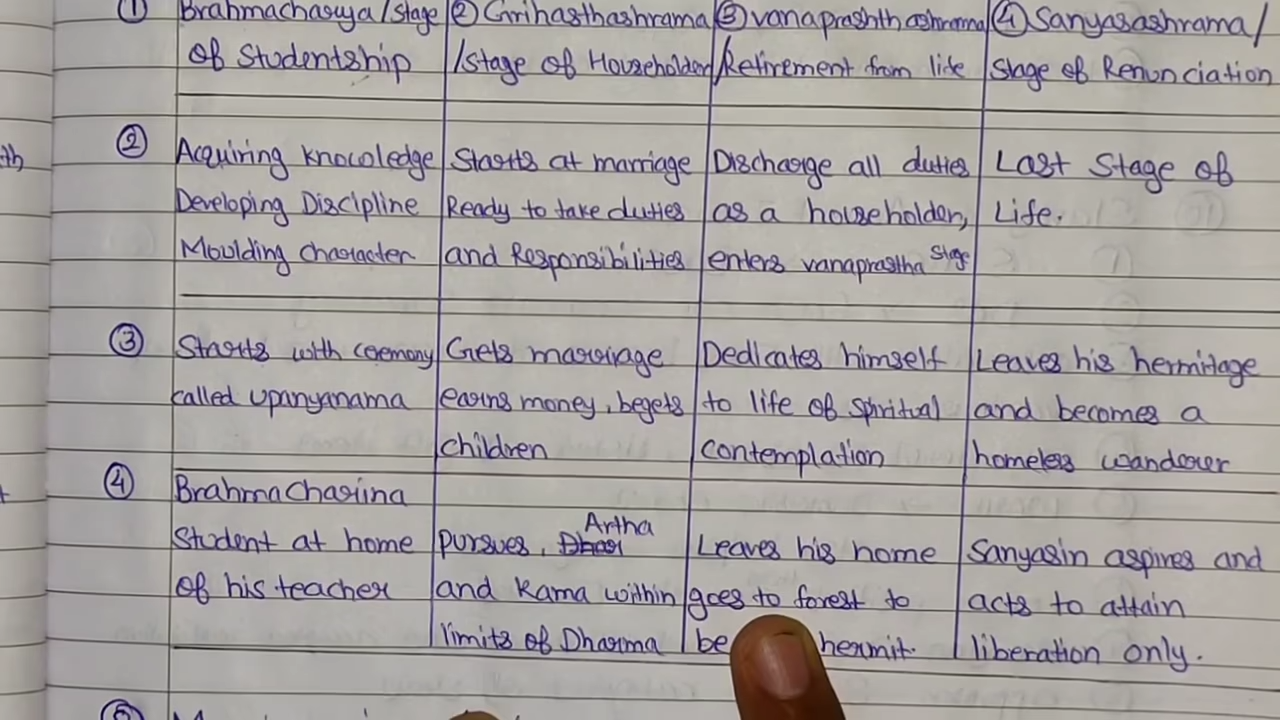 ① Brahmacharya/stage ② Grihasthashrama ③ vanaprashthashrama ④ Sanyasashrama/
of Studentship /stage of Householder /Retirement from life Stage of Renunciation
② Acquiring knowledge Starts at marriage Discharge all duties Last Stage of
Developing Discipline Ready to take duties as a householder, Life.
Moulding character and Responsibilities enters vanaprastha stage
③ Starts with ceremony Gets marriage Dedicates himself Leaves his hermitage
called upanyanama earns money, begets to life of spiritual and becomes a
children contemplation homeless wanderer
④ Brahmacharina
Artha
Student at home pursues, Leaves his home Sanyasin aspires and
of his teacher and Kama within goes to forest to acts to attain
limits of Dharma be hermit. liberation only.